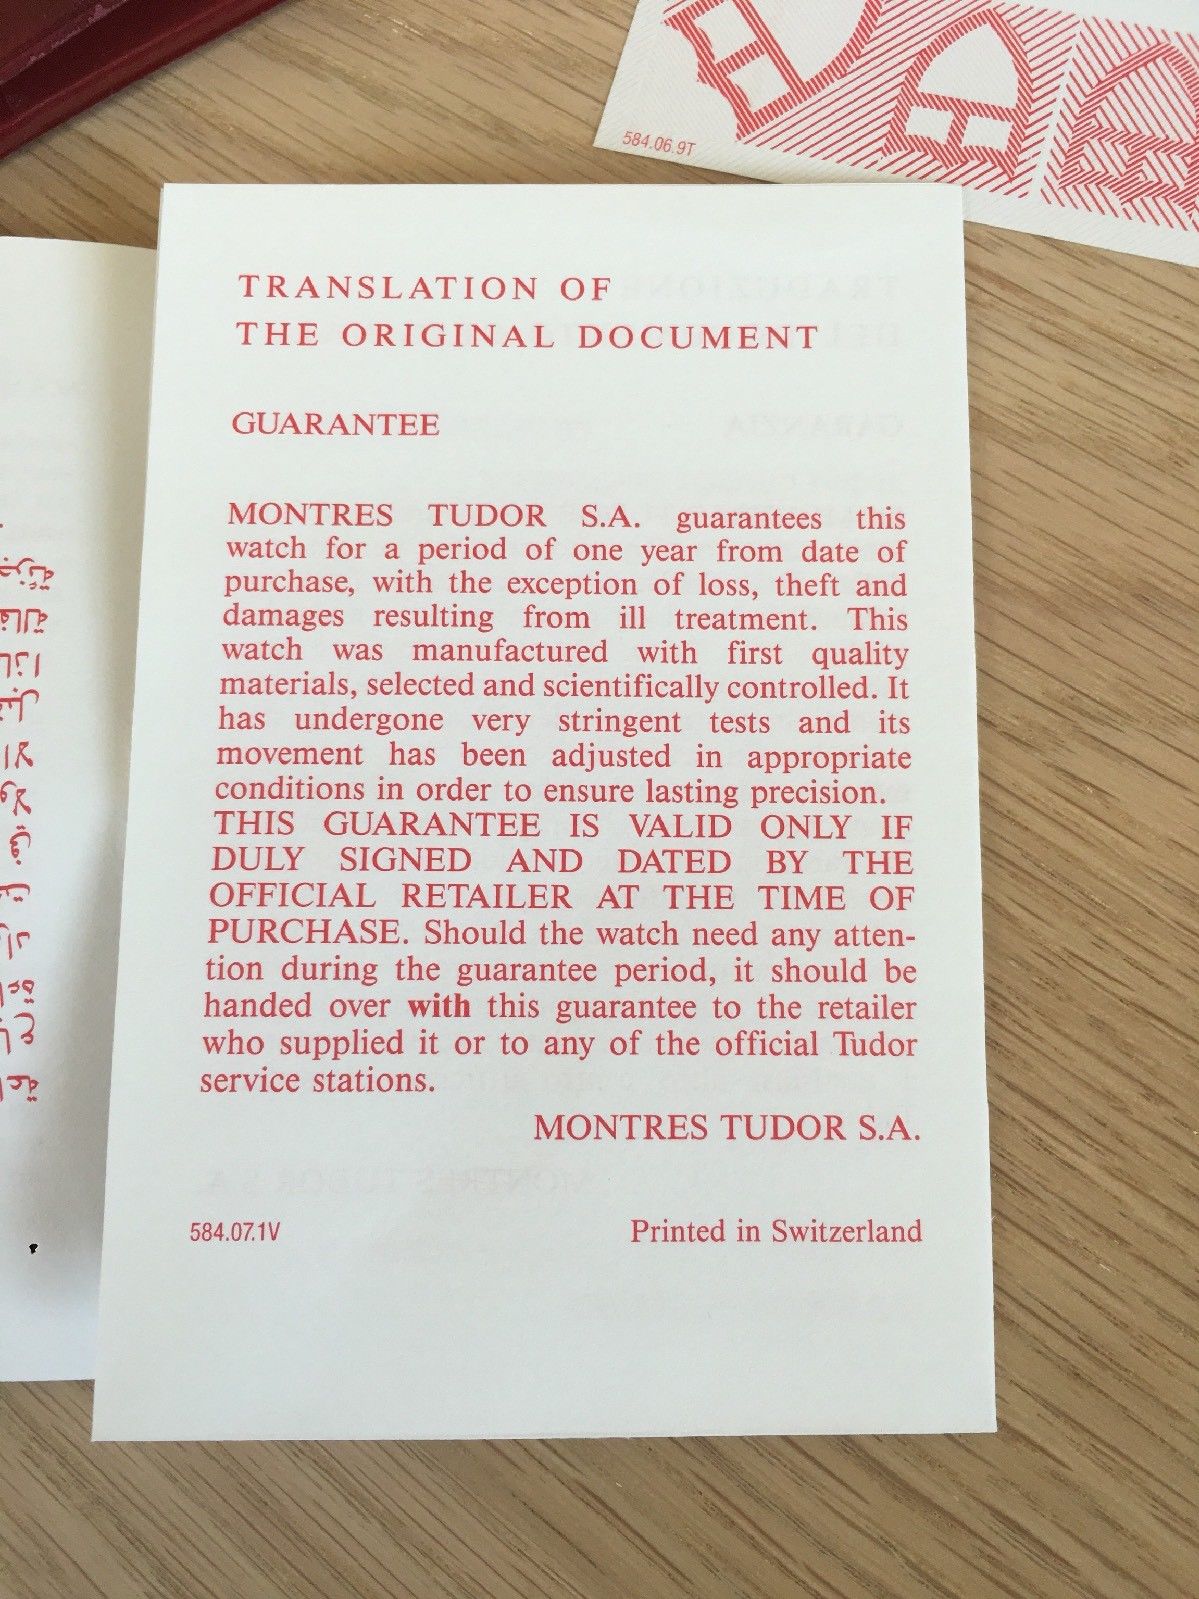 584.06.9T
TRANSLATION OF
THE ORIGINAL DOCUMENT
GUARANTEE
MONTRES TUDOR S.A. guarantees this
watch for a period of one year from date of
purchase, with the exception of loss, theft and
damages resulting from ill treatment. This
watch was manufactured with first quality
materials, selected and scientifically controlled. It
has undergone very stringent tests and its
movement has been adjusted in appropriate
conditions in order to ensure lasting precision.
THIS GUARANTEE IS VALID ONLY IF
DULY SIGNED AND DATED BY THE
OFFICIAL RETAILER AT THE TIME OF
PURCHASE. Should the watch need any atten-
tion during the guarantee period, it should be
handed over with this guarantee to the retailer
who supplied it or to any of the official Tudor
service stations.
MONTRES TUDOR S.A.
584.07.1V
Printed in Switzerland